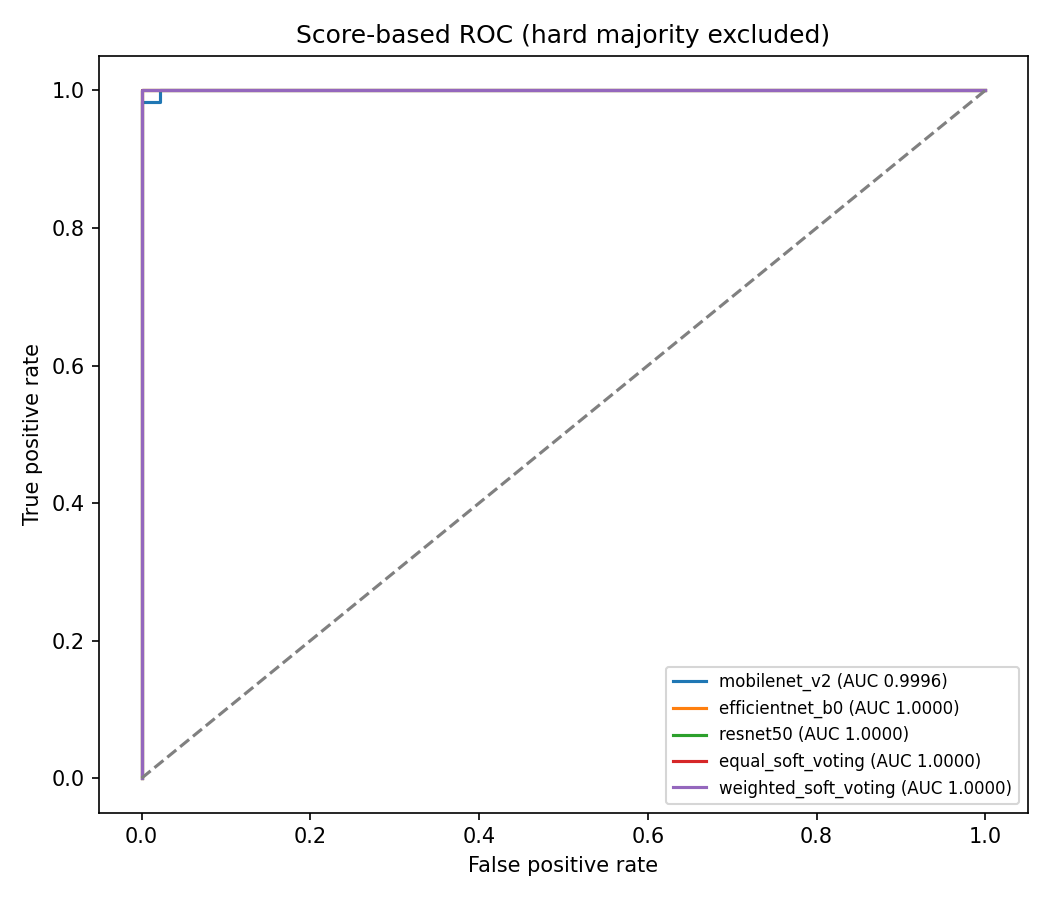 Score-based ROC (hard majority excluded)
1.0
0.8
0.6
0.4
0.2
0.0
True positive rate
0.0 0.2 0.4 0.6 0.8 1.0
False positive rate
mobilenet_v2 (AUC 0.9996)
efficientnet_b0 (AUC 1.0000)
resnet50 (AUC 1.0000)
equal_soft_voting (AUC 1.0000)
weighted_soft_voting (AUC 1.0000)